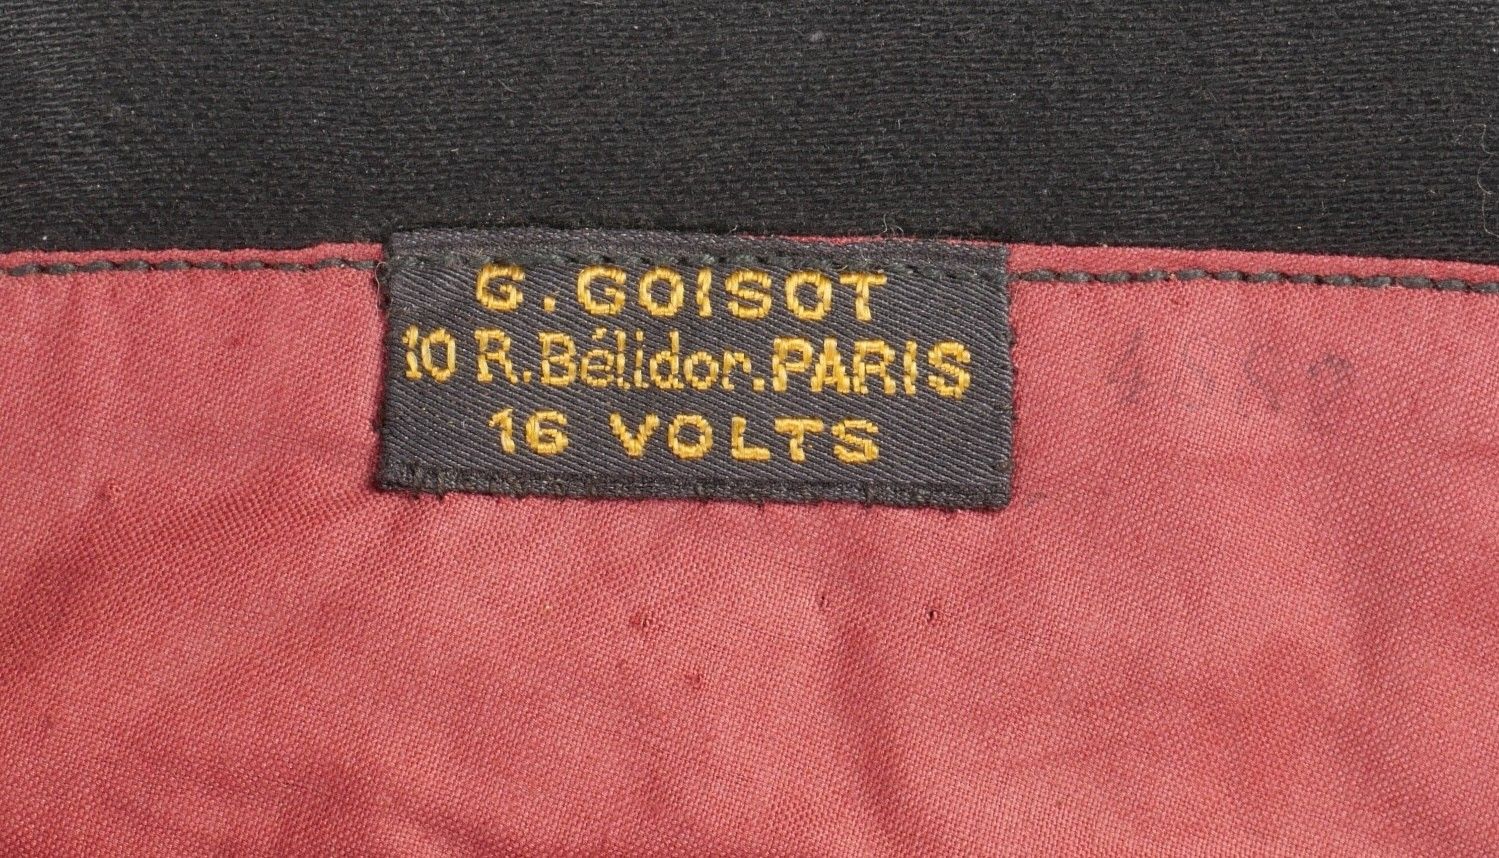 G. GOISOT
10 R. Bélidor. PARIS
16 VOLTS